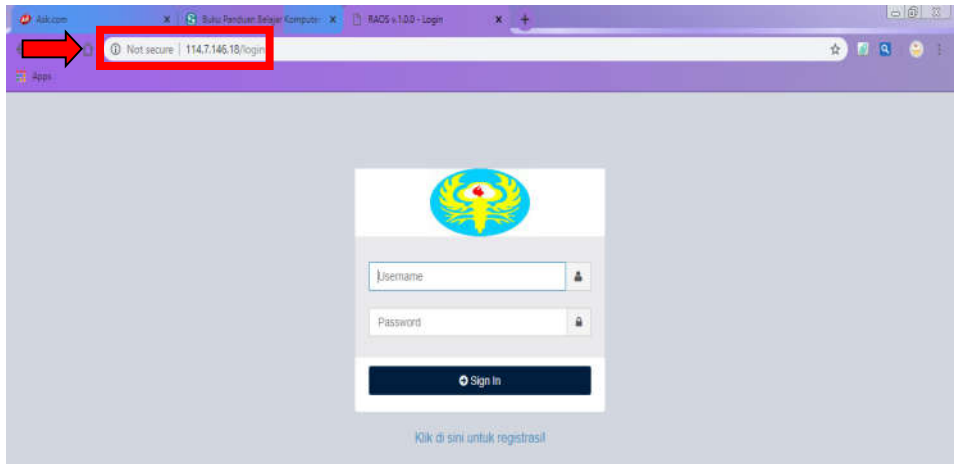 Ask.com
Buku Panduan Belajar Komputer
RAOS v.1.0.0 - Login
Not secure | 114.7.146.18/login
Apps
Username
Password
Sign In
Klik di sini untuk registrasi!